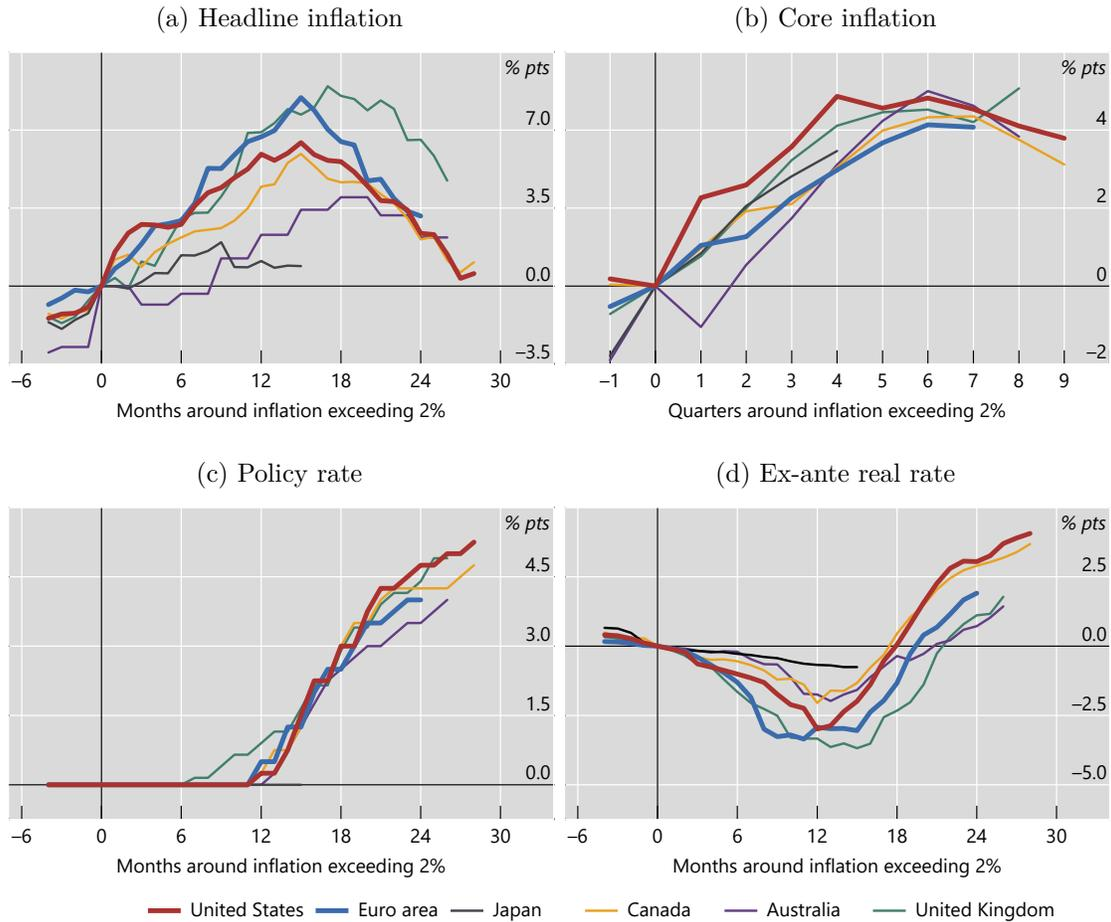 (a) Headline inflation
(b) Core inflation
% pts
7.0
3.5
0.0
−3.5
−6 0 6 12 18 24 30
Months around inflation exceeding 2%
% pts
4
2
0
−2
−1 0 1 2 3 4 5 6 7 8 9
Quarters around inflation exceeding 2%
(c) Policy rate
(d) Ex-ante real rate
% pts
4.5
3.0
1.5
0.0
−6 0 6 12 18 24 30
Months around inflation exceeding 2%
% pts
2.5
0.0
−2.5
−5.0
−6 0 6 12 18 24 30
Months around inflation exceeding 2%
United States Euro area Japan Canada Australia United Kingdom